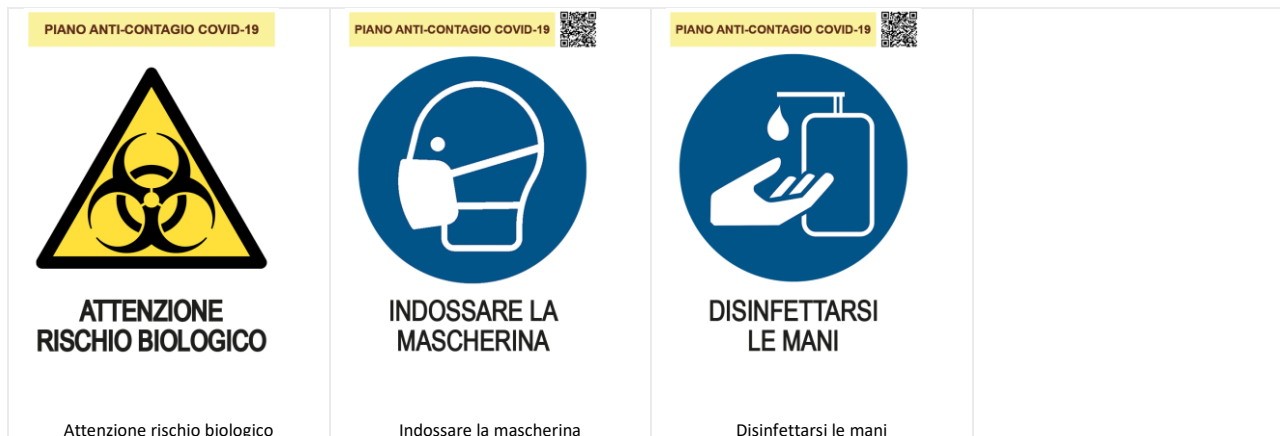 PIANO ANTI-CONTAGIO COVID-19
ATTENZIONE
RISCHIO BIOLOGICO
Attenzione rischio biologico
PIANO ANTI-CONTAGIO COVID-19
INDOSSARE LA
MASCHERINA
Indossare la mascherina
PIANO ANTI-CONTAGIO COVID-19
DISINFETTARSI
LE MANI
Disinfettarsi le mani